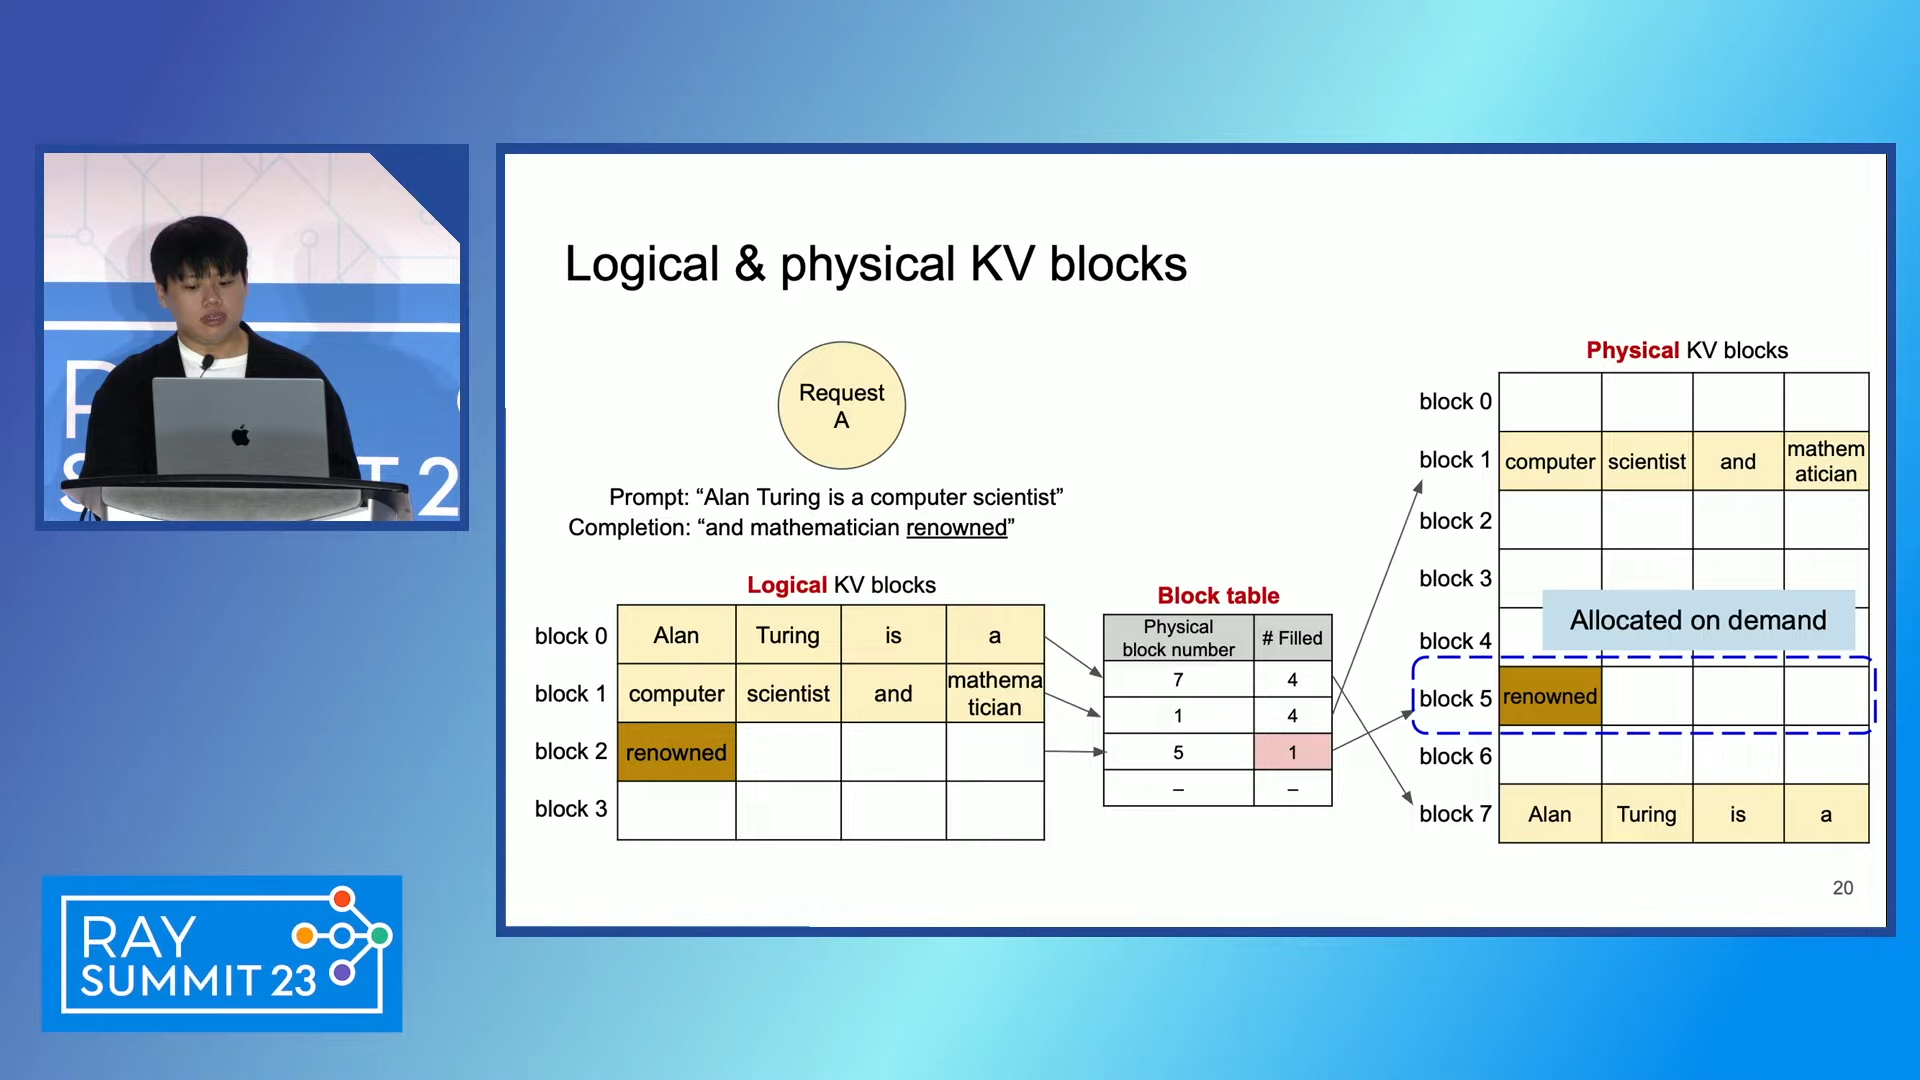 Logical & physical KV blocks
Request
A
Prompt: “Alan Turing is a computer scientist”
Completion: “and mathematician renowned”
Logical KV blocks
block 0 Alan Turing is a
block 1 computer scientist and mathema
tician
block 2 renowned
block 3
Block table
Physical
block number # Filled
7 4
1 4
5 1
– –
Physical KV blocks
block 0
block 1 computer scientist and mathem
atician
block 2
block 3
Allocated on demand
block 4
block 5 renowned
block 6
block 7 Alan Turing is a
20
RAY
SUMMIT 23